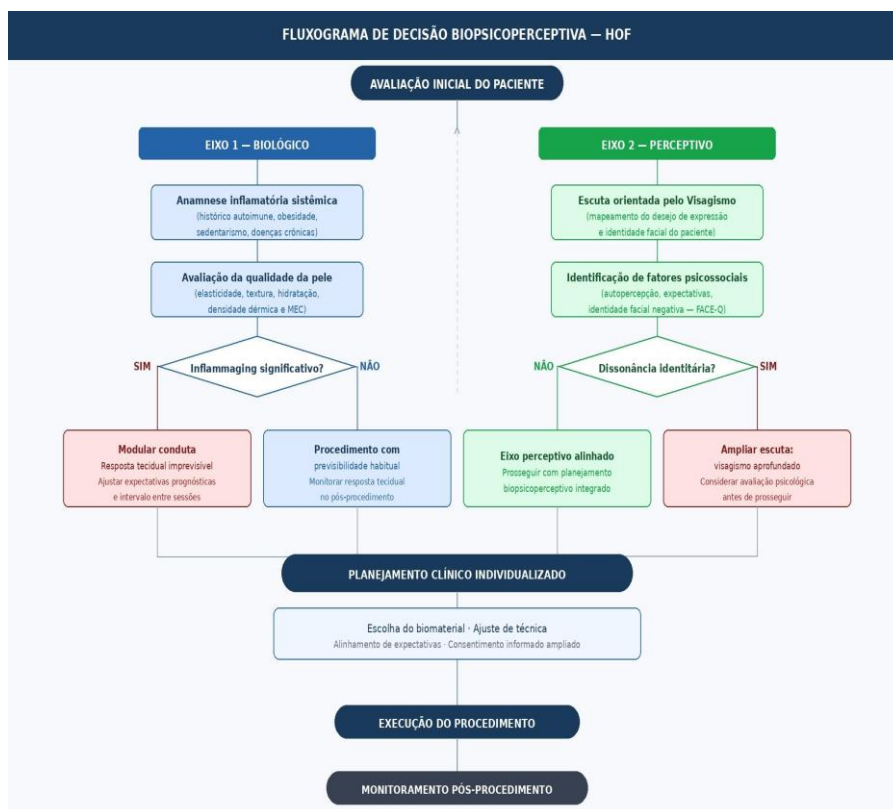 FLUXOGRAMA DE DECISÃO BIOPSICOPERCEPTIVA — HOF
AVALIAÇÃO INICIAL DO PACIENTE
EIXO 1 — BIOLÓGICO
Anamnese inflamatória sistêmica
(histórico autoimune, obesidade,
sedentarismo, doenças crônicas)
Avaliação da qualidade da pele
(elasticidade, textura, hidratação,
densidade dérmica e MEC)
SIM
Inflammaging significativo?
NÃO
Modular conduta
Resposta tecidual imprevisível
Ajustar expectativas prognósticas
e intervalo entre sessões
Procedimento com
previsibilidade habitual
Monitorar resposta tecidual
no pós-procedimento
EIXO 2 — PERCEPTIVO
Escuta orientada pelo Visagismo
(mapeamento do desejo de expressão
e identidade facial do paciente)
Identificação de fatores psicossociais
(autopercepção, expectativas,
identidade facial negativa — FACE-Q)
NÃO
Dissonância identitária?
SIM
Eixo perceptivo alinhado
Prosseguir com planejamento
biopsicoperceptivo integrado
Ampliar escuta:
visagismo aprofundado
Considerar avaliação psicológica
antes de prosseguir
PLANEJAMENTO CLÍNICO INDIVIDUALIZADO
Escolha do biomaterial · Ajuste de técnica
Alinhamento de expectativas · Consentimento informado ampliado
EXECUÇÃO DO PROCEDIMENTO
MONITORAMENTO PÓS-PROCEDIMENTO